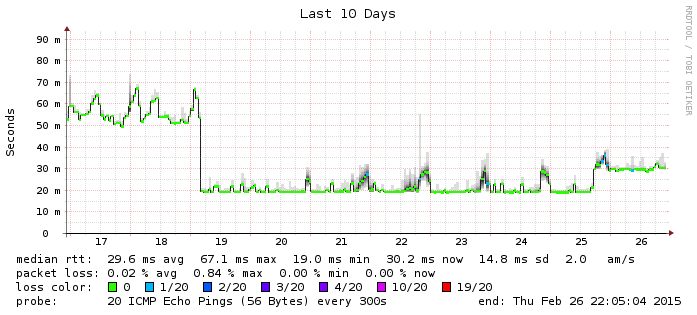 Last 10 Days
RRDTOOL / TOBI OETIKER
Seconds
90 m
80 m
70 m
60 m
50 m
40 m
30 m
20 m
10 m
0
17 18 19 20 21 22 23 24 25 26
median rtt: 29.6 ms avg 67.1 ms max 19.0 ms min 30.2 ms now 14.8 ms sd 2.0 am/s
packet loss: 0.02 % avg 0.84 % max 0.00 % min 0.00 % now
loss color: 0 1/20 2/20 3/20 4/20 10/20 19/20
probe: 20 ICMP Echo Pings (56 Bytes) every 300s end: Thu Feb 26 22:05:04 2015